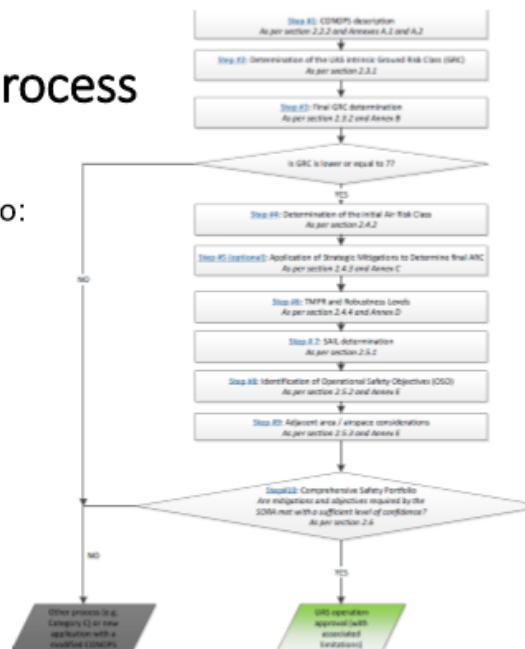 rocess
o:
Step #1: CONOPS description
As per section 2.2.2 and Annexes A.1 and A.2
Step #2: Determination of the UAS intrinsic Ground Risk Class (GRC)
As per section 2.3.1
Step #3: Final GRC determination
As per section 2.3.2 and Annex B
Is GRC is lower or equal to 7?
YES
NO
Step #4: Determination of the initial Air Risk Class
As per section 2.4.2
Step #5 (optional): Application of Strategic Mitigations to Determine final ARC
As per section 2.4.3 and Annex C
Step #6: TMPR and Robustness Levels
As per section 2.4.4 and Annex D
Step #7: SAIL determination
As per section 2.5.1
Step #8: Identification of Operational Safety Objectives (OSO)
As per section 2.5.2 and Annex E
Step #9: Adjacent area / airspace considerations
As per section 2.5.3 and Annex E
Step#10: Comprehensive Safety Portfolio
Are mitigations and objectives required by the
SORA met with a sufficient level of confidence?
As per section 2.6
NO
YES
Other process (e.g.
Category C) or new
application with a
modified CONOPS
UAS operation
approval (with
associated
limitations)